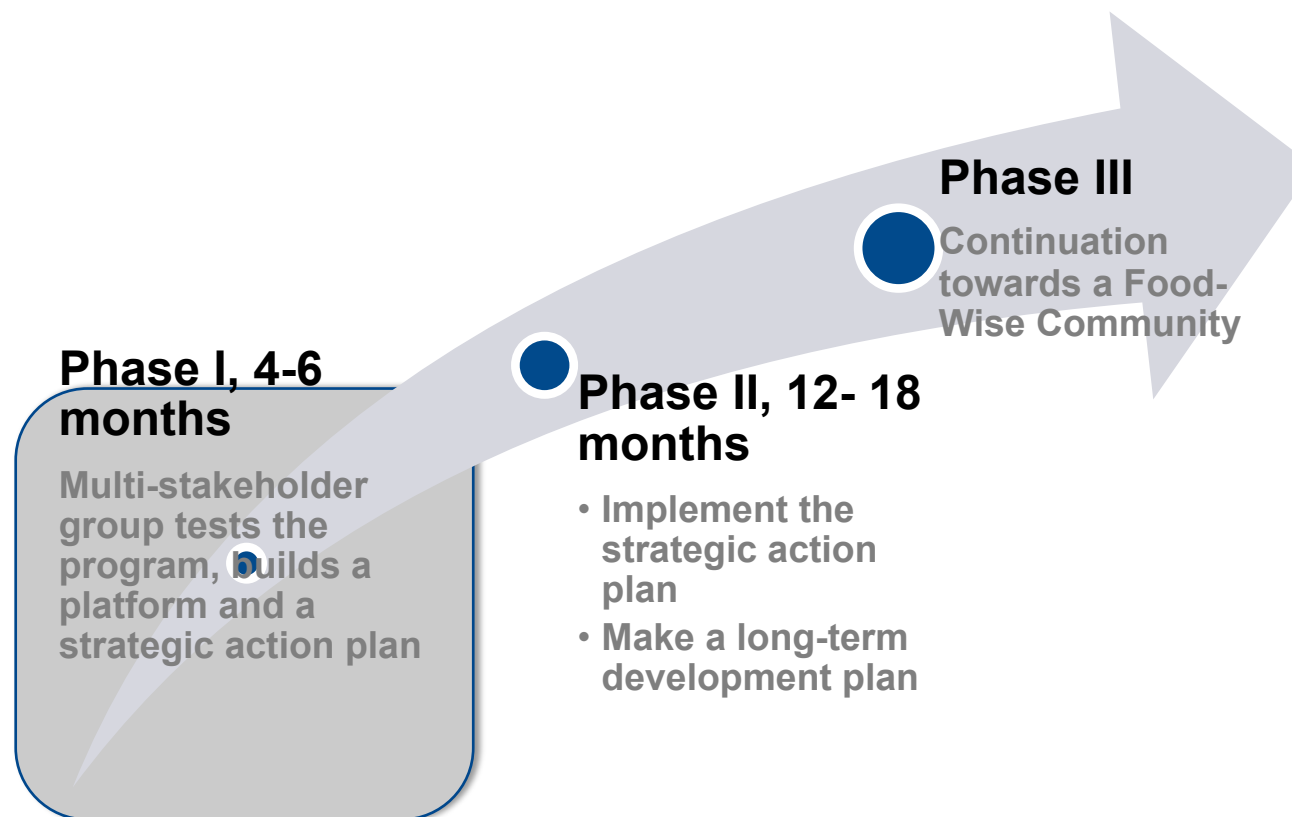 Phase I, 4-6
months
Multi-stakeholder
group tests the
program, builds a
platform and a
strategic action plan
Phase II, 12- 18
months
• Implement the
strategic action
plan
• Make a long-term
development plan
Phase III
Continuation
towards a Food-
Wise Community